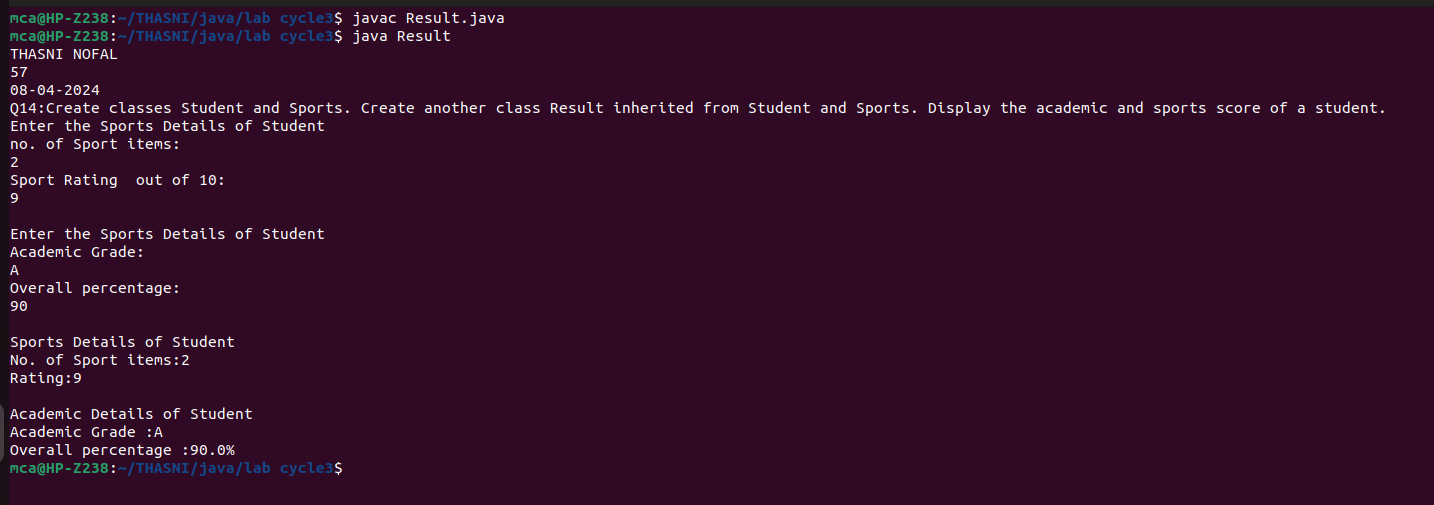 mca@HP-Z238:~/THASNI/java/lab cycle3$ javac Result.java
mca@HP-Z238:~/THASNI/java/lab cycle3$ java Result
THASNI NOFAL
57
08-04-2024
Q14:Create classes Student and Sports. Create another class Result inherited from Student and Sports. Display the academic and sports score of a student.
Enter the Sports Details of Student
no. of Sport items:
2
Sport Rating  out of 10:
9

Enter the Sports Details of Student
Academic Grade:
A
Overall percentage:
90

Sports Details of Student
No. of Sport items:2
Rating:9

Academic Details of Student
Academic Grade :A
Overall percentage :90.0%
mca@HP-Z238:~/THASNI/java/lab cycle3$